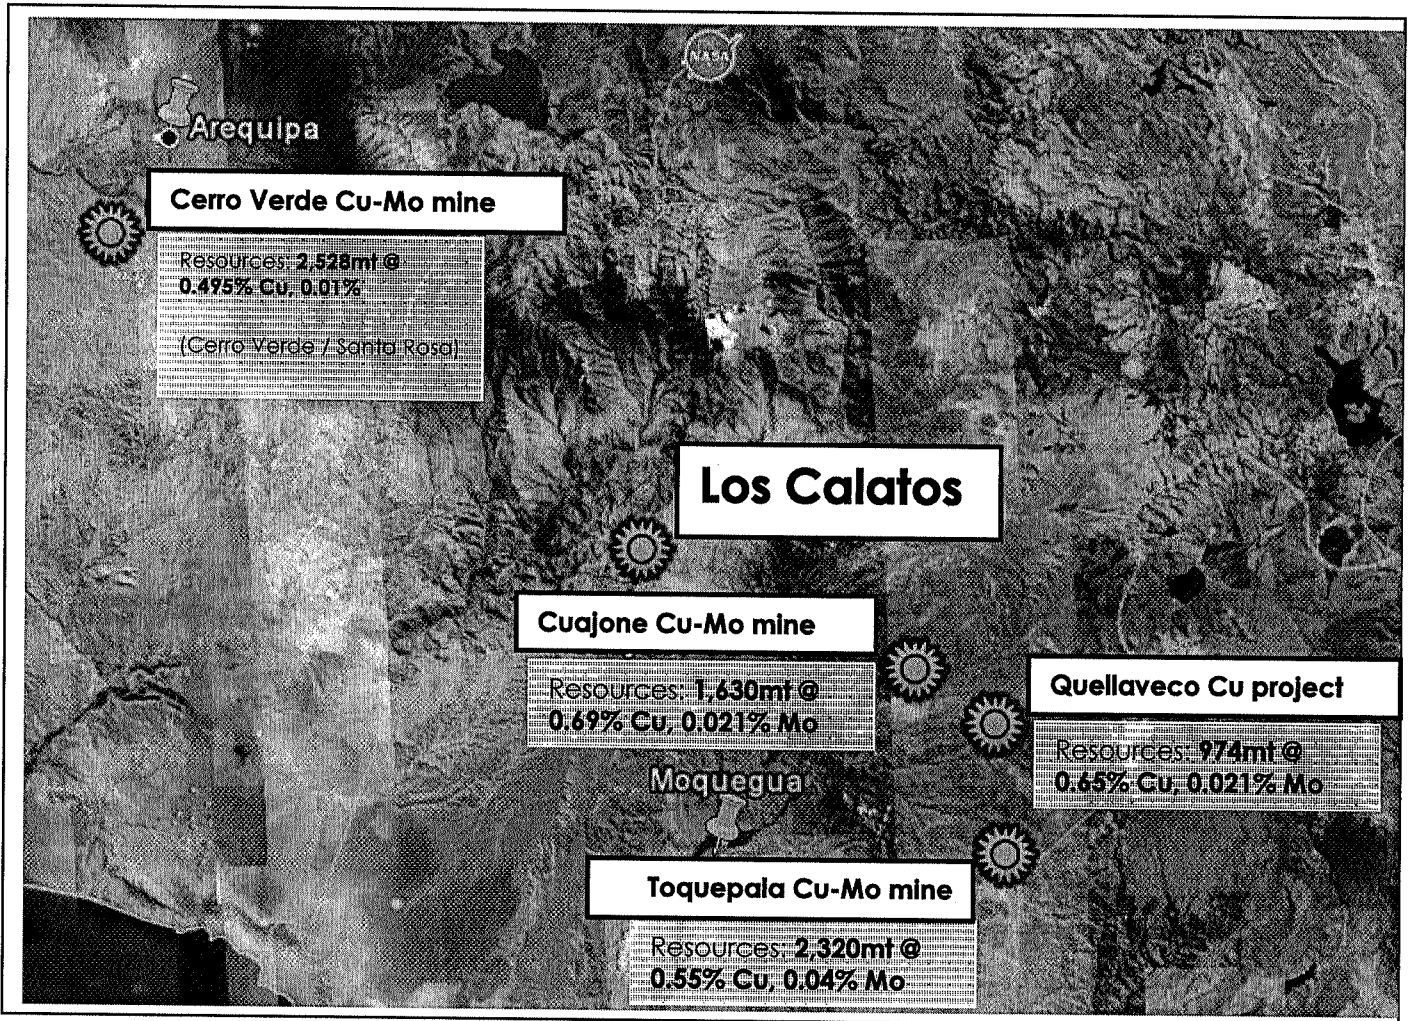 NASA
Arequipa
Cerro Verde Cu-Mo mine
Resources: 2,528mt @
0.495% Cu, 0.01%
(Cerro Verde / Santa Rosa)
Los Calatos
Cuajone Cu-Mo mine
Resources: 1,630mt @
0.69% Cu, 0.021% Mo
Quellaveco Cu project
Resources: 974mt @
0.65% Cu, 0.021% Mo
Moquegua
Toquepala Cu-Mo mine
Resources: 2,320mt @
0.55% Cu, 0.04% Mo